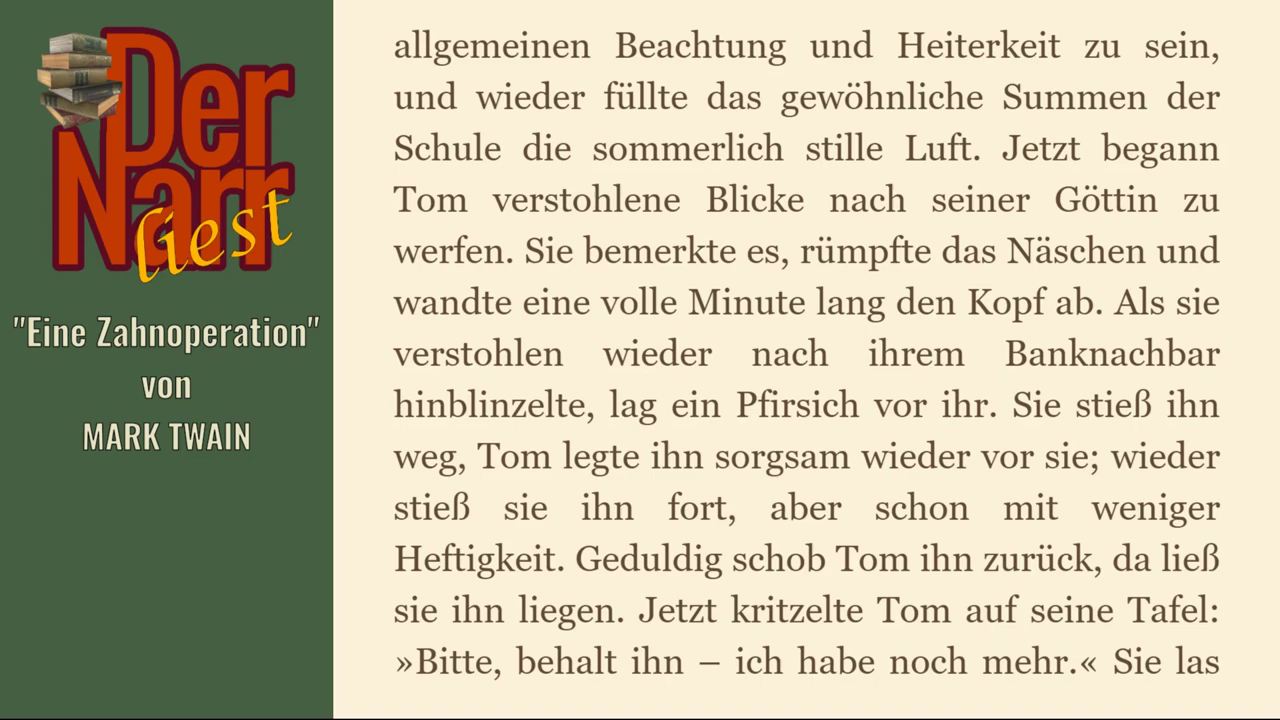 Der
Narr
liest
"Eine Zahnoperation"
von
MARK TWAIN
allgemeinen Beachtung und Heiterkeit zu sein,
und wieder füllte das gewöhnliche Summen der
Schule die sommerlich stille Luft. Jetzt begann
Tom verstohlene Blicke nach seiner Göttin zu
werfen. Sie bemerkte es, rümpfte das Näschen und
wandte eine volle Minute lang den Kopf ab. Als sie
verstohlen wieder nach ihrem Banknachbar
hinblinzelte, lag ein Pfirsich vor ihr. Sie stieß ihn
weg, Tom legte ihn sorgsam wieder vor sie; wieder
stieß sie ihn fort, aber schon mit weniger
Heftigkeit. Geduldig schob Tom ihn zurück, da ließ
sie ihn liegen. Jetzt kritzelte Tom auf seine Tafel:
»Bitte, behalt ihn – ich habe noch mehr.« Sie las